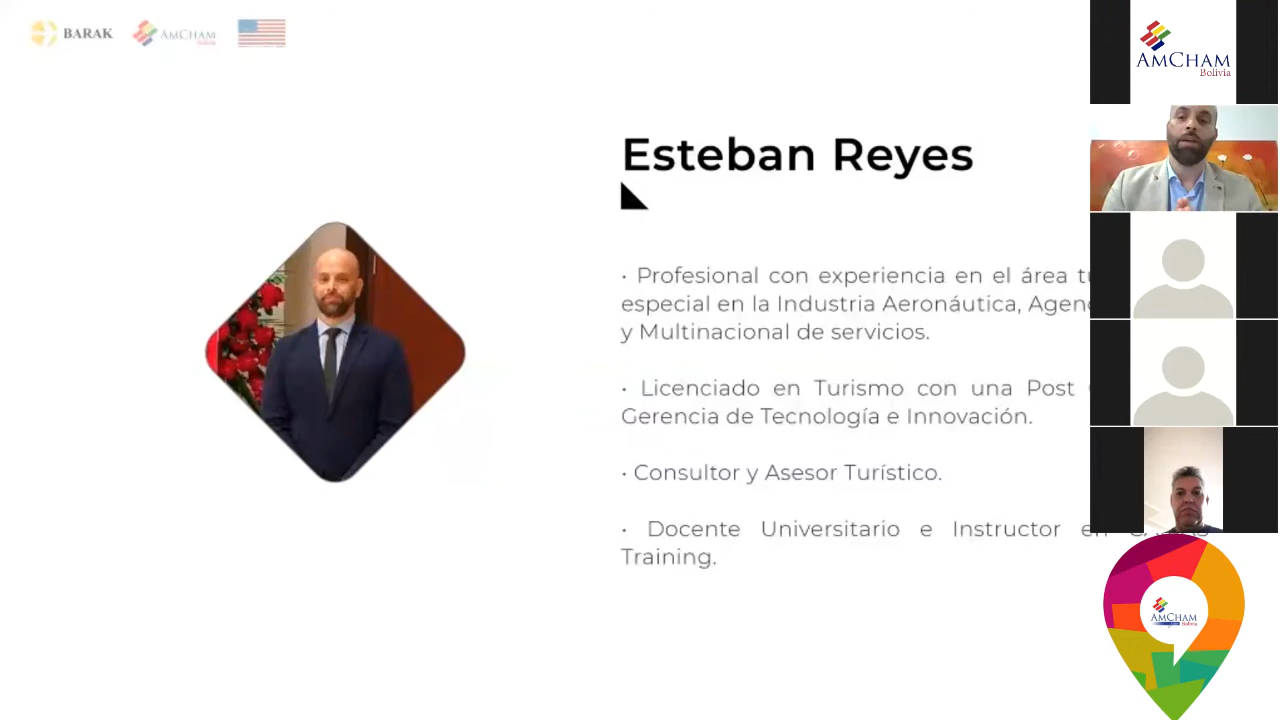 BARAK
AMCHAM
Bolivia
AMCHAM
Bolivia
Esteban Reyes
• Profesional con experiencia en el área
especial en la Industria Aeronáutica,
y Multinacional de servicios.
• Licenciado en Turismo con una Post
Gerencia de Tecnología e Innovación.
• Consultor y Asesor Turístico.
• Docente Universitario e Instructor
Training.
AMCHAM
Bolivia